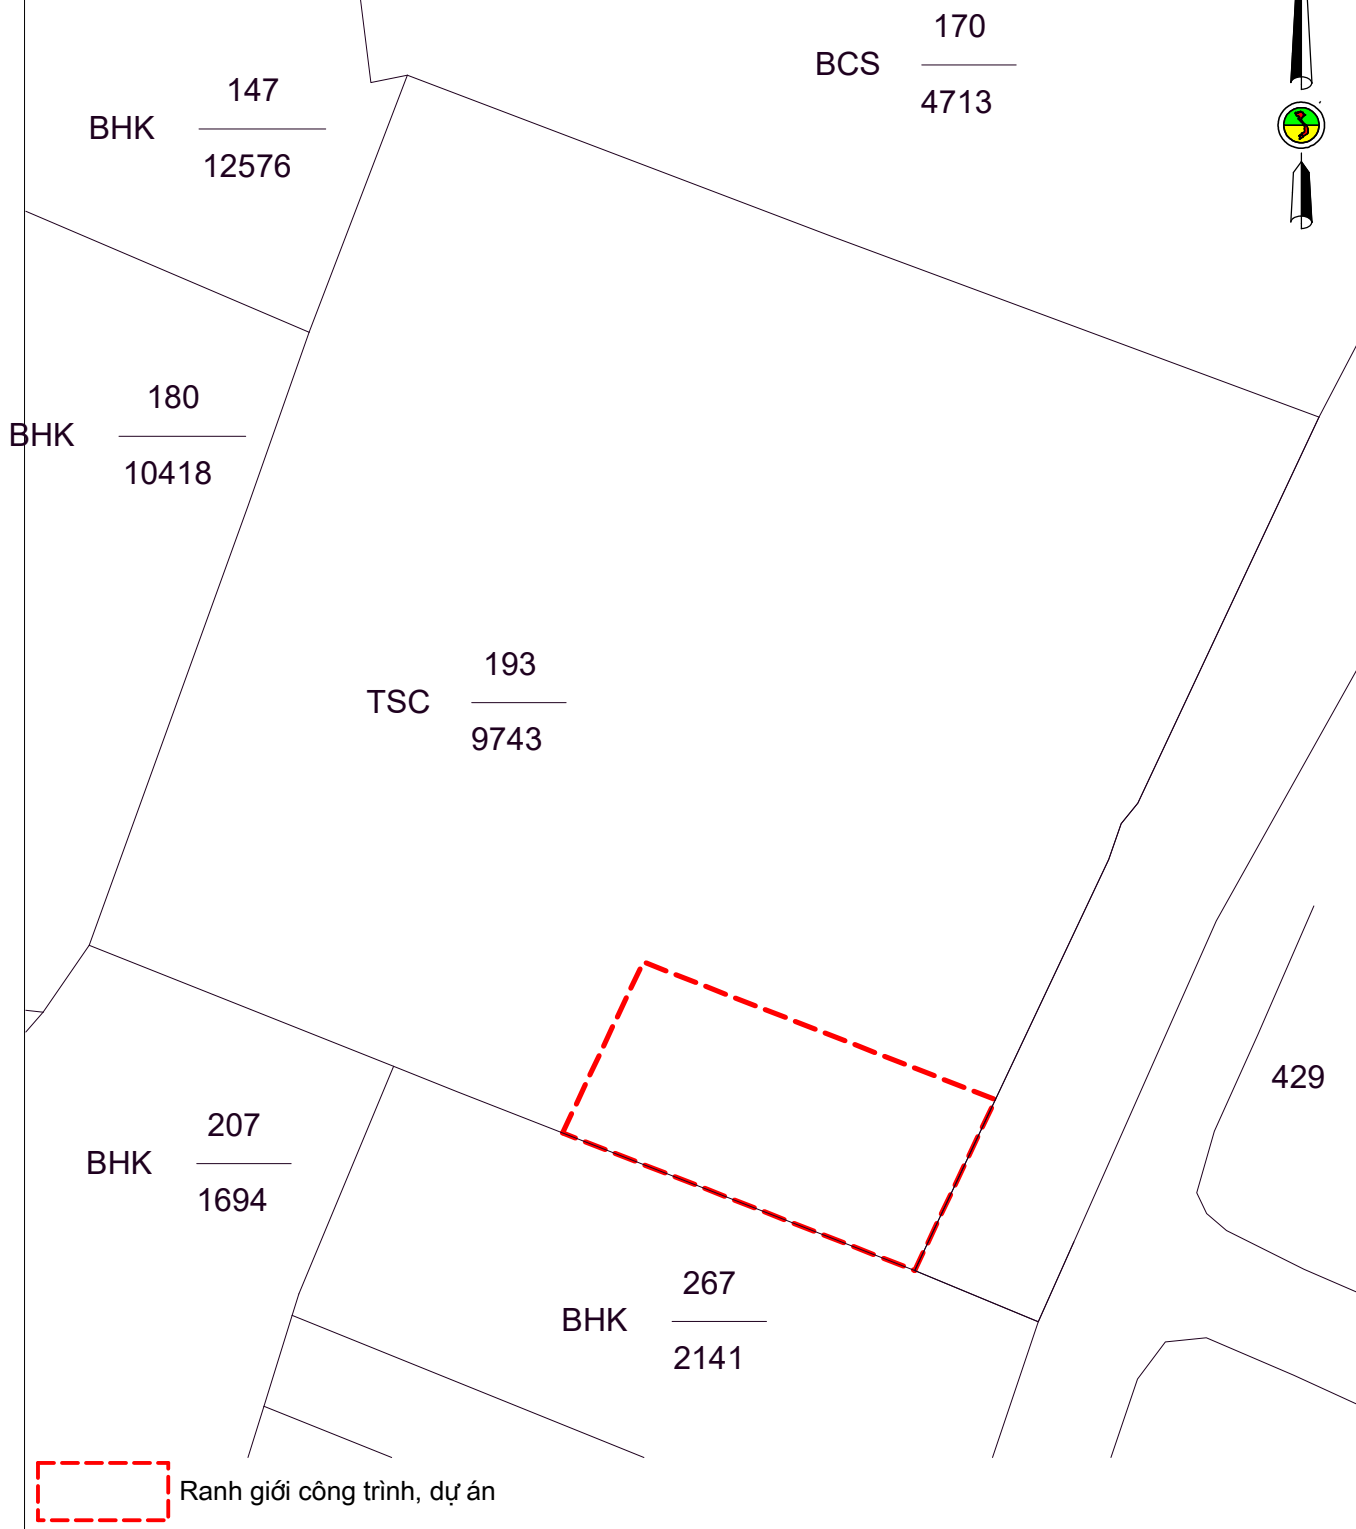 170
BCS
4713
147
BHK
12576
180
BHK
10418
193
TSC
9743
429
207
BHK
1694
267
BHK
2141
Ranh giới công trình, dự án